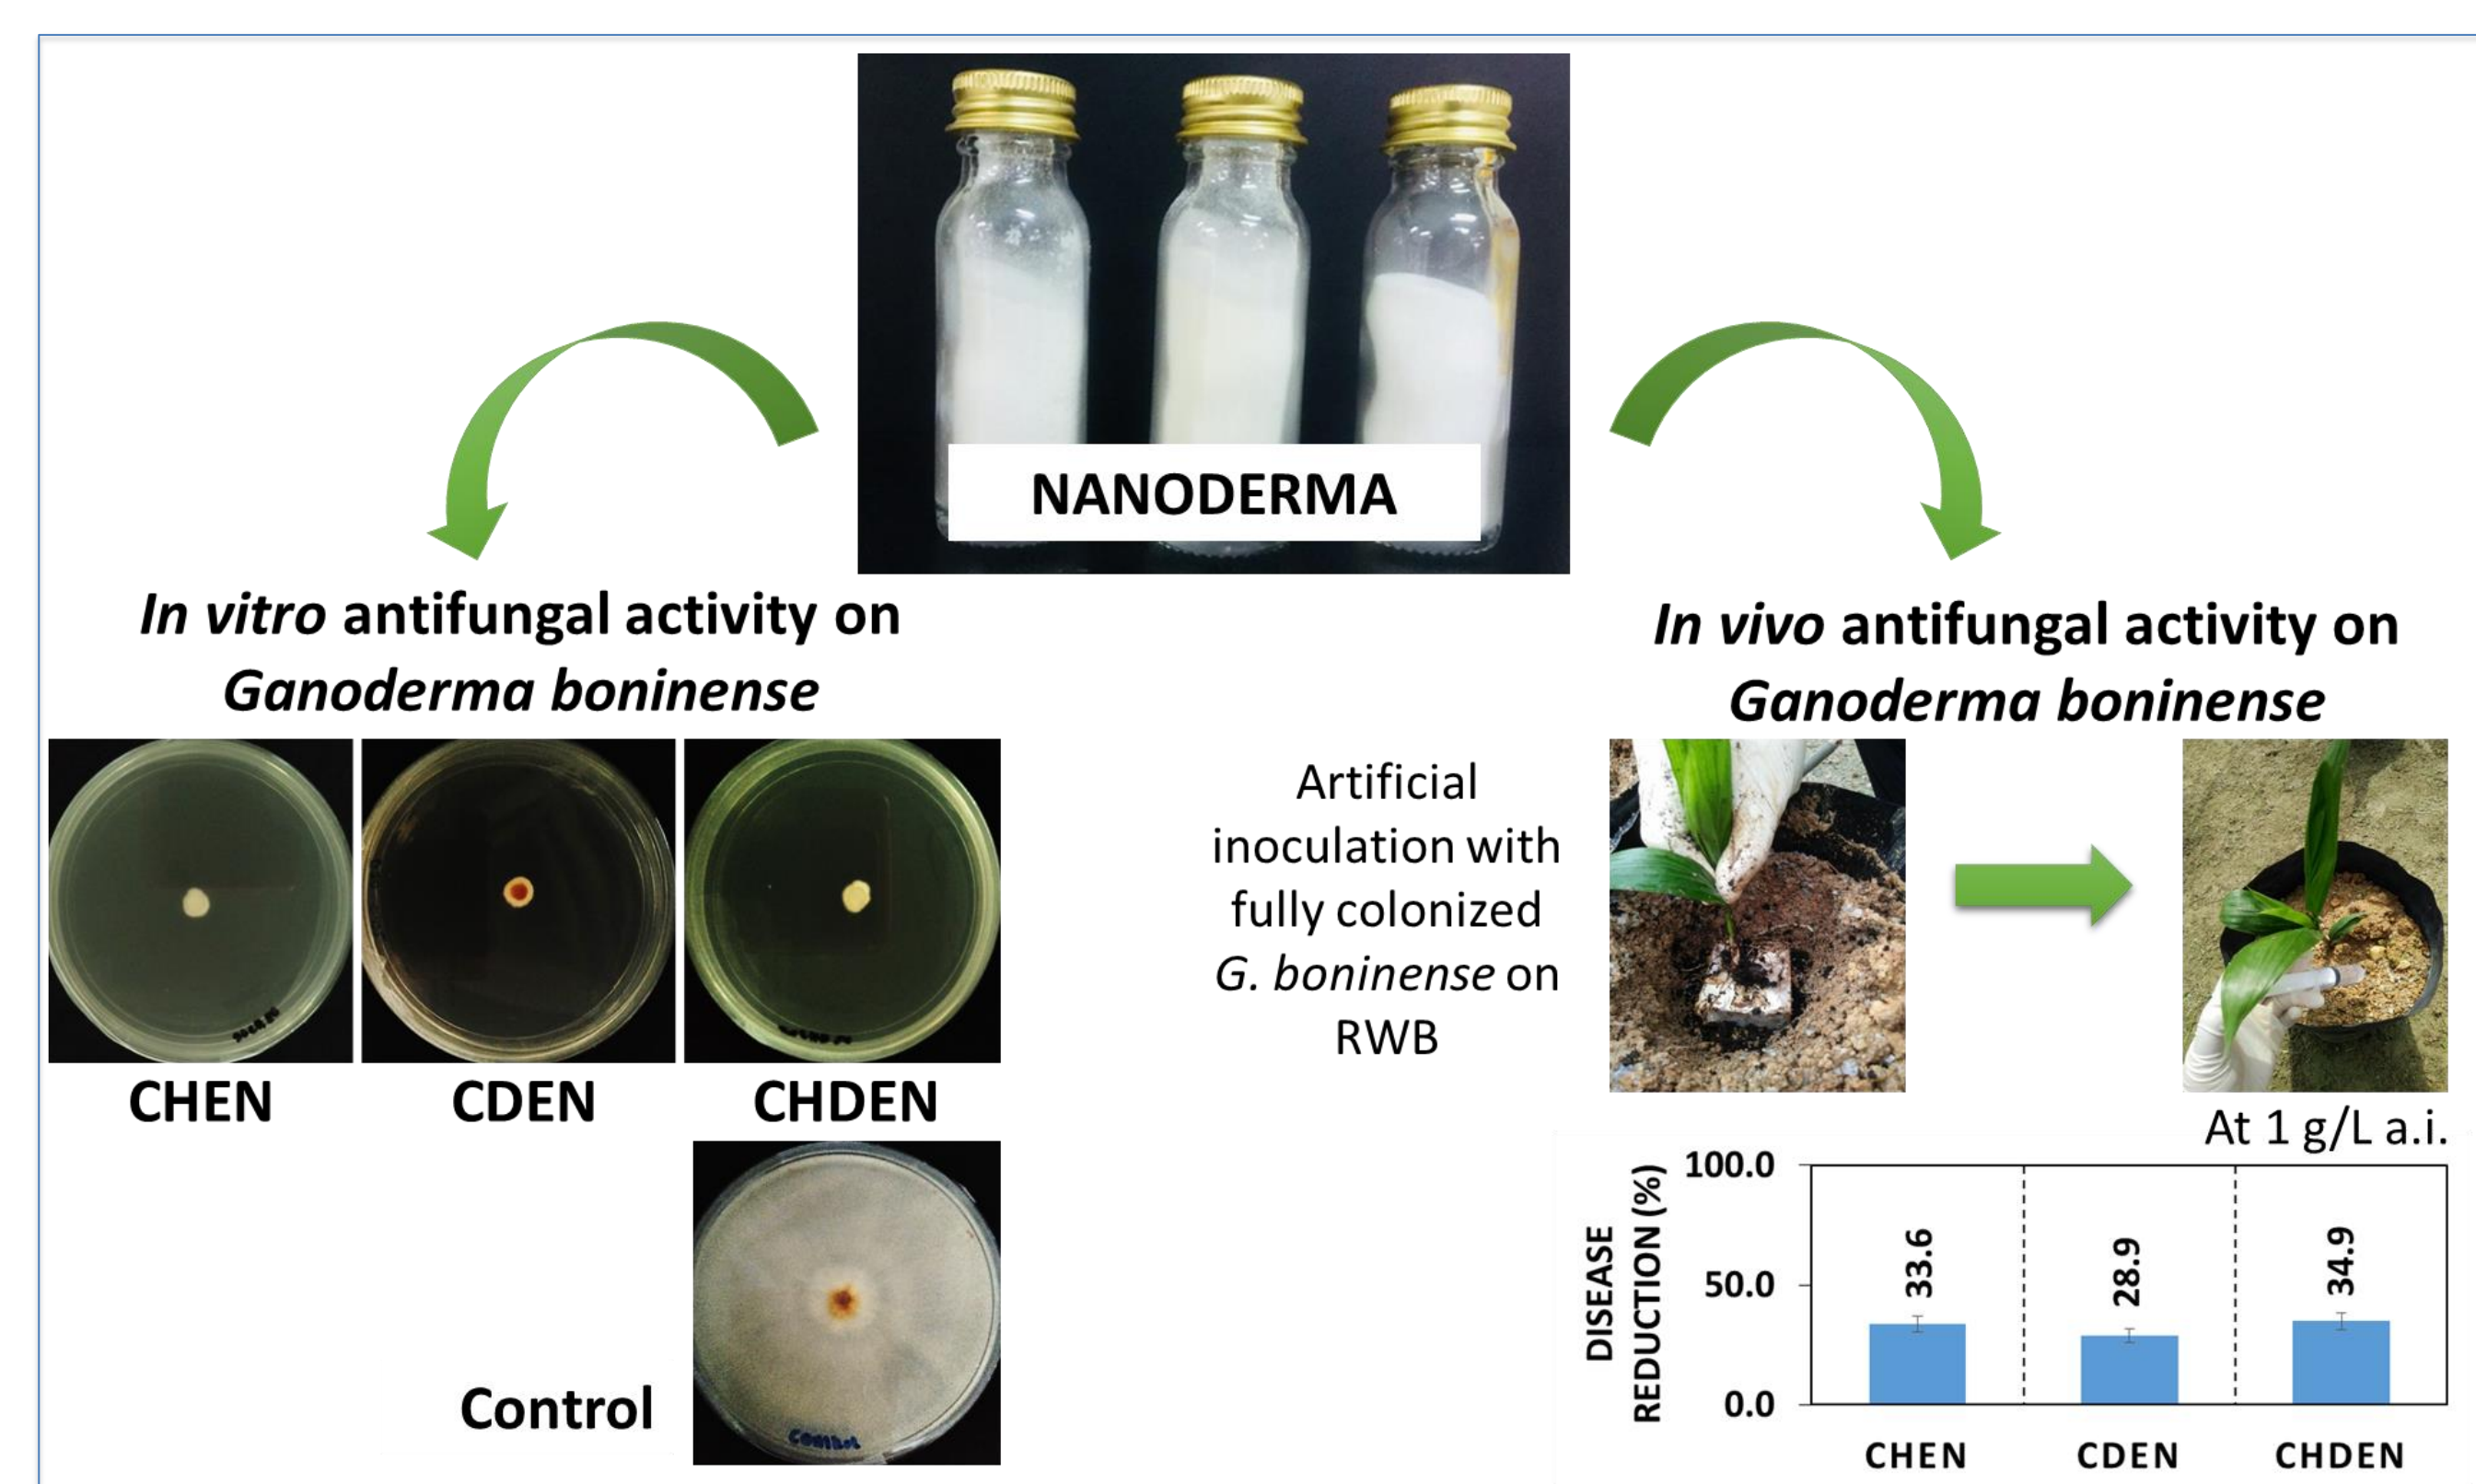 NANODERMA
In vitro antifungal activity on
Ganoderma boninense
CHEN
CDEN
CHDEN
Control
Control
In vivo antifungal activity on
Ganoderma boninense
Artificial
inoculation with
fully colonized
G. boninense on
RWB
At 1 g/L a.i.
DISEASE
REDUCTION (%)
100.0
50.0
0.0
33.6
28.9
34.9
CHEN
CDEN
CHDEN